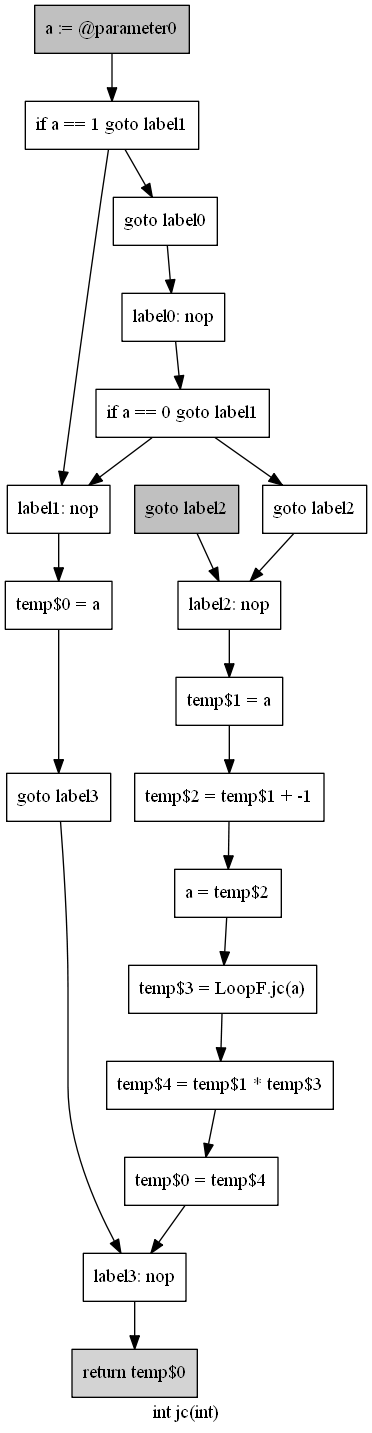 a := @parameter0
if a == 1 goto label1
goto label0
label0: nop
if a == 0 goto label1
label1: nop
goto label2
goto label2
temp$0 = a
label2: nop
temp$1 = a
goto label3
temp$2 = temp$1 + -1
a = temp$2
temp$3 = LoopF.jc(a)
temp$4 = temp$1 * temp$3
temp$0 = temp$4
label3: nop
return temp$0
int jc(int)